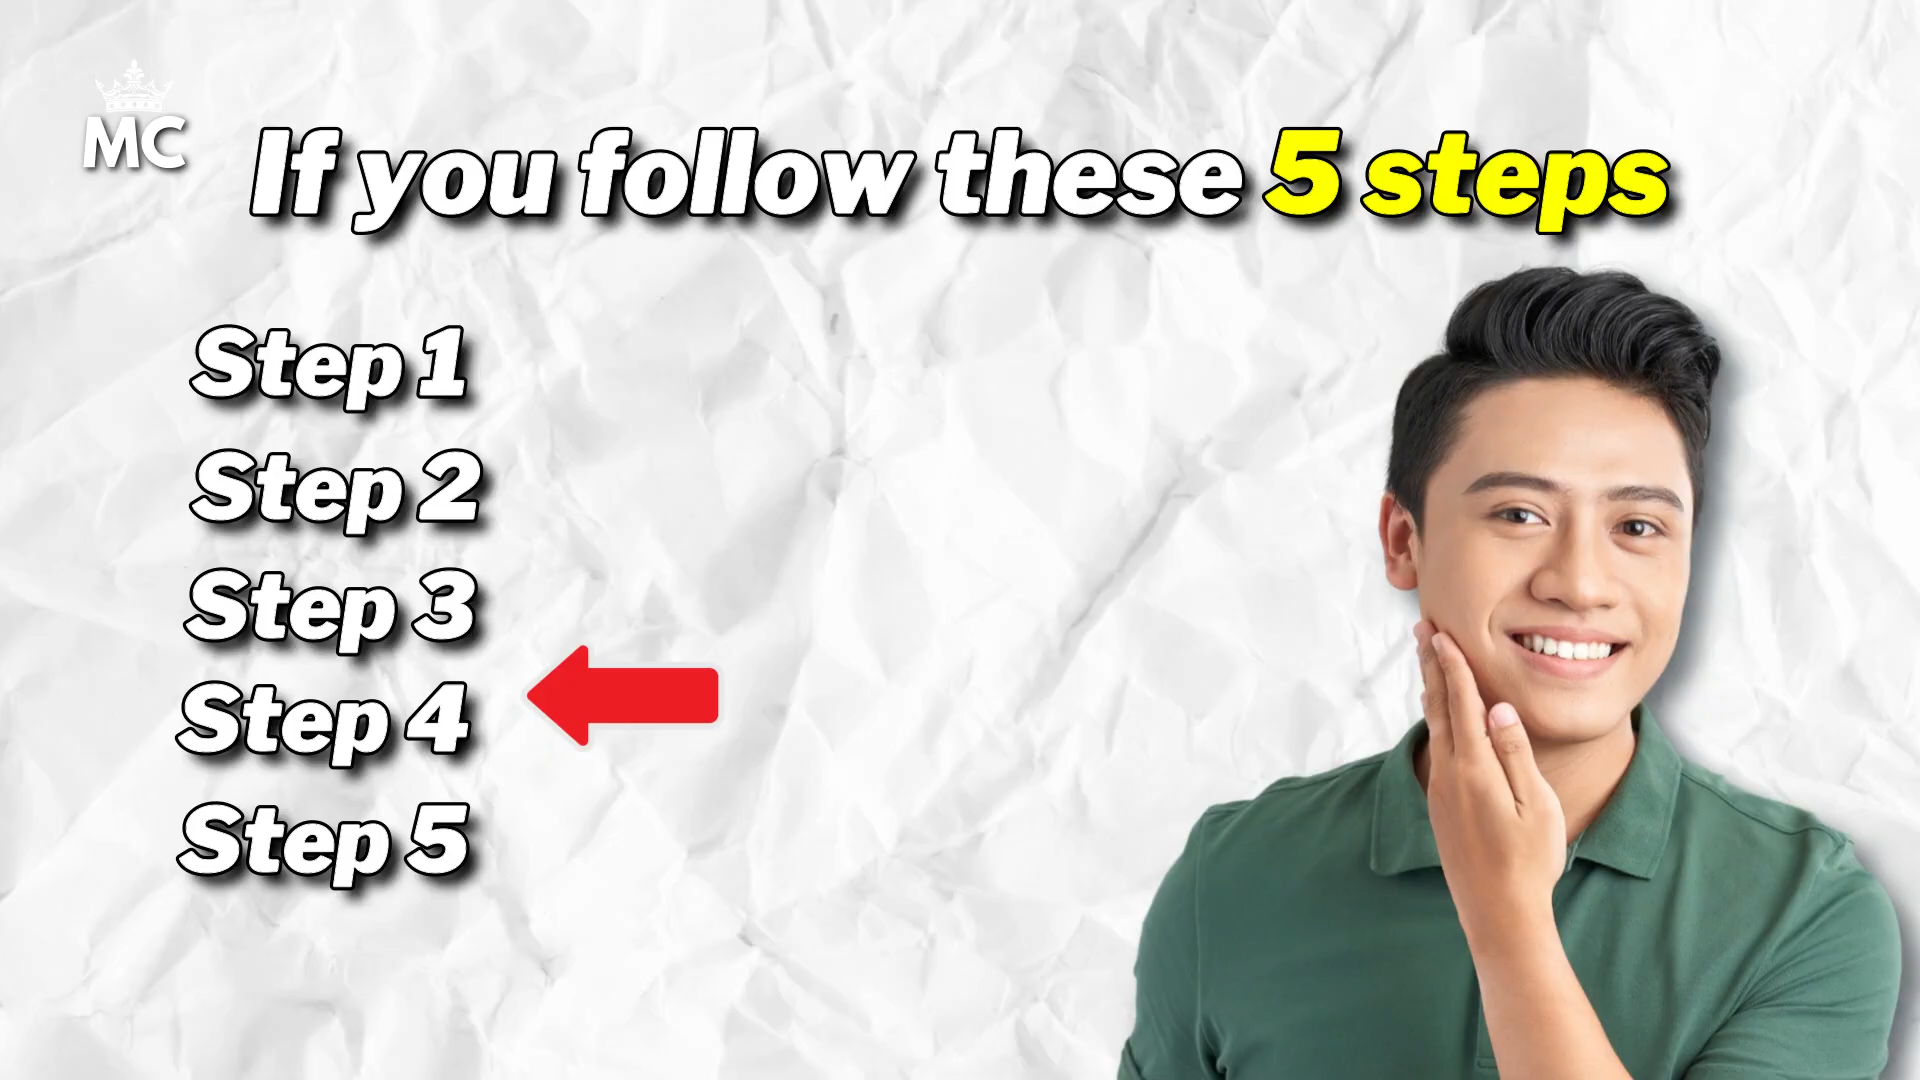 MC
If you follow these 5 steps
Step 1
Step 2
Step 3
Step 4
Step 5